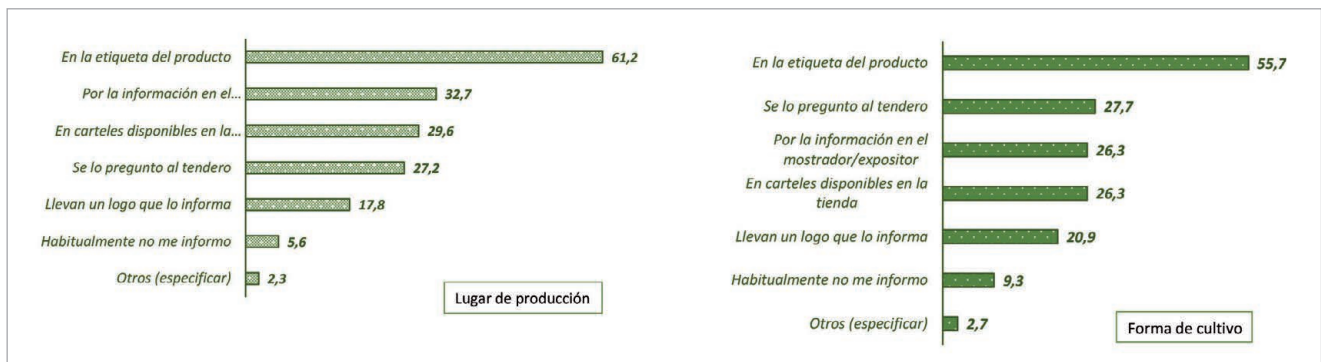 En la etiqueta del producto 61,2
Por la información en el... 32,7
En carteles disponibles en la... 29,6
Se lo pregunto al tendero 27,2
Llevan un logo que lo informa 17,8
Habitualmente no me informo 5,6
Otros (especificar) 2,3
Lugar de producción
En la etiqueta del producto 55,7
Se lo pregunto al tendero 27,7
Por la información en el
mostrador/expositor 26,3
En carteles disponibles en la
tienda 26,3
Llevan un logo que lo informa 20,9
Habitualmente no me informo 9,3
Otros (especificar) 2,7
Forma de cultivo